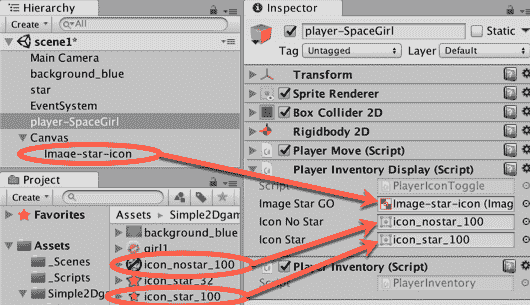 Hierarchy
Create
All
scene1*
Main Camera
background_blue
star
EventSystem
player-SpaceGirl
Canvas
Image-star-icon
Project
Create
Favorites
Assets
_Scenes
_Scripts
Simple2Dgam
Assets
Simple2Dgam
background_blue
girl1
icon_nostar_100
icon_star_32
icon_star_100
Inspector
player-SpaceGirl
Static
Tag
Untagged
Layer
Default
Transform
Sprite Renderer
Box Collider 2D
Rigidbody 2D
Player Move (Script)
Player Inventory Display (Script)
Script
PlayerIconToggle
Image Star GO
Image-star-icon (Imag
Icon No Star
icon_nostar_100
Icon Star
icon_star_100
Player Inventory (Script)
Script
PlayerInventory